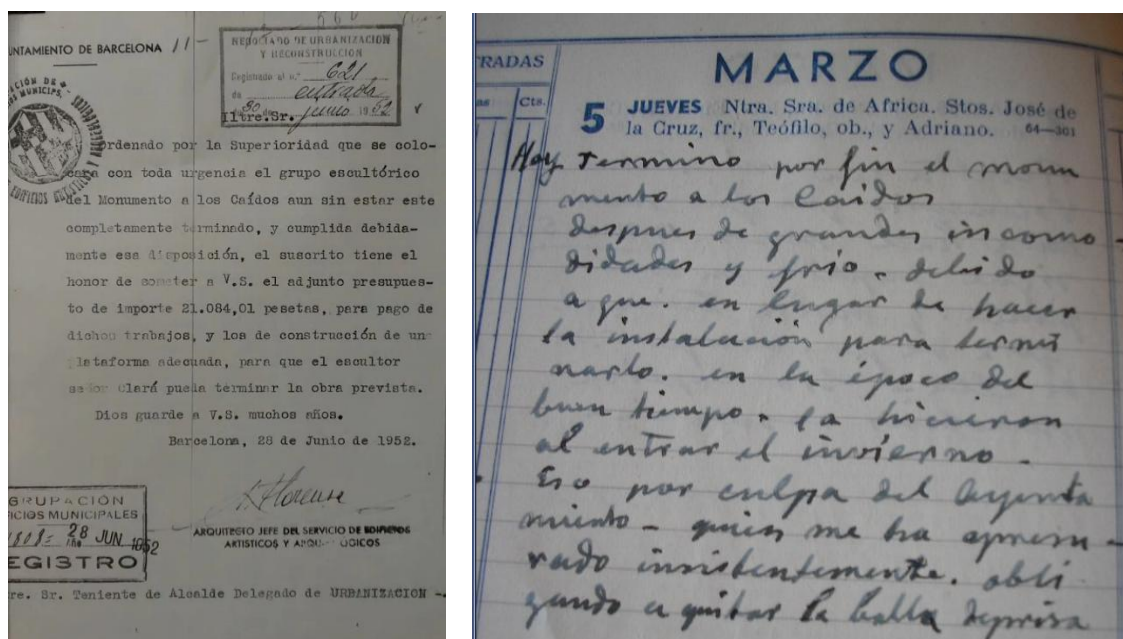 AYUNTAMIENTO DE BARCELONA 11-
NEGOCIADO DE URBANIZACION
Y RECONSTRUCCION
Registrado al n.º 621
de entrada
30 de junio 1952
Iltre. Sr.
Ordenado por la Superioridad que se colo-
cara con toda urgencia el grupo escultórico
del Monumento a los Caídos aun sin estar este
completamente terminado, y cumplida debida-
mente esa disposición, el suscrito tiene el
honor de someter a V.S. el adjunto presupues-
to de importe 21.084,01 pesetas, para pago de
dichos trabajos, y los de construcción de una
plataforma adecuada, para que el escultor
señor Clará pueda terminar la obra prevista.
Dios guarde a V.S. muchos años.
Barcelona, 28 de Junio de 1952.
ARQUITECTO JEFE DEL SERVICIO DE EDIFICIOS
ARTISTICOS Y ARQUEOLOGICOS
AGRUPACIÓN
EDIFICIOS MUNICIPALES
28 JUN 1952
REGISTRO
Iltre. Sr. Teniente de Alcalde Delegado de URBANIZACION -
ENTRADAS
Cts.
MARZO
5 JUEVES Ntra. Sra. de Africa. Stos. José de
la Cruz, fr., Teófilo, ob., y Adriano. 64-301
Hoy Termino por fin el monu
mento a los Caidos
despues de grandes incomo-
didades y frio. debido
a que. en lugar de hacer
la instalación para termi
narlo. en la época del
buen tiempo. la hicieron
al entrar el invierno.
Eso por culpa del Ayunta
miento - quien me ha apresu-
rado insistentemente. obli
gando a quitar la balla deprisa